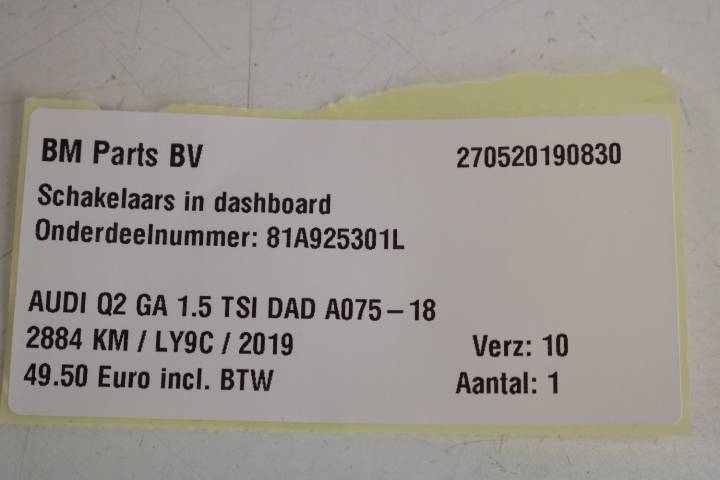 BM Parts BV 270520190830
Schakelaars in dashboard
Onderdeelnummer: 81A925301L
AUDI Q2 GA 1.5 TSI DAD A075-18
2884 KM / LY9C / 2019 Verz: 10
49.50 Euro incl. BTW Aantal: 1